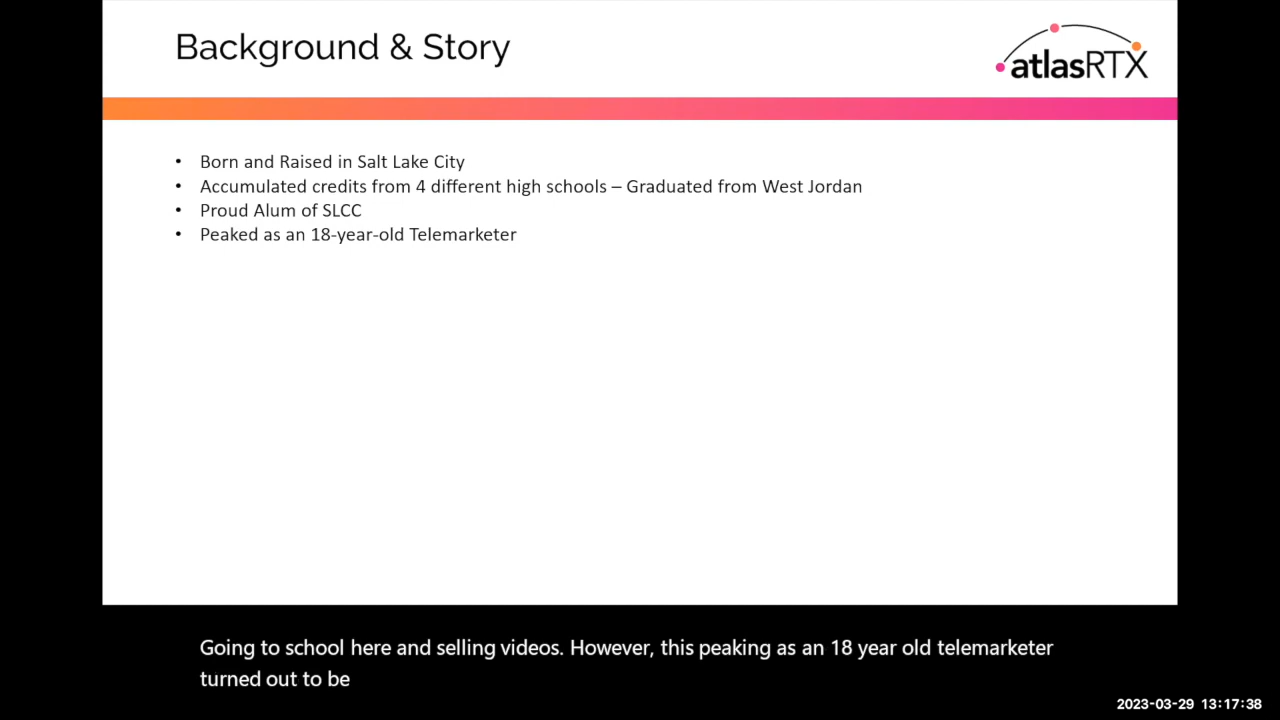 Background & Story
atlasRTX
• Born and Raised in Salt Lake City
• Accumulated credits from 4 different high schools – Graduated from West Jordan
• Proud Alum of SLCC
• Peaked as an 18-year-old Telemarketer
Going to school here and selling videos. However, this peaking as an 18 year old telemarketer
turned out to be
2023-03-29 13:17:38